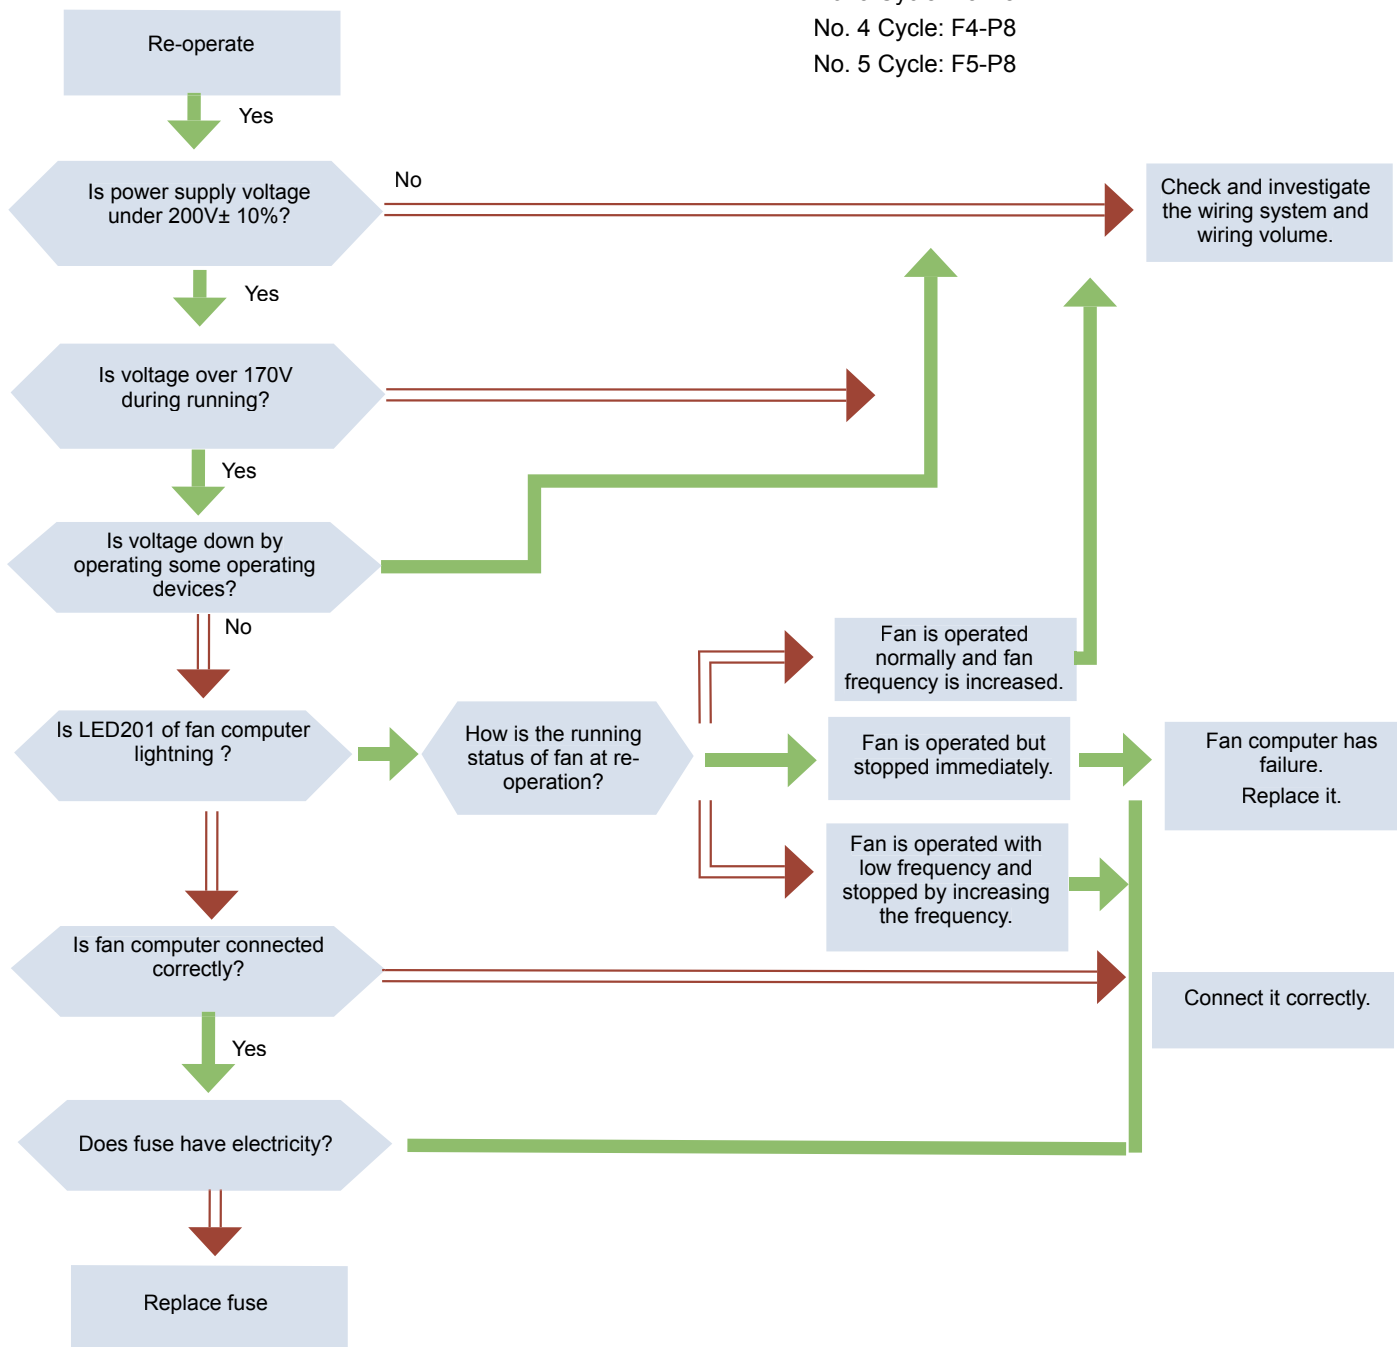 No. 4 Cycle: F4-P8
No. 5 Cycle: F5-P8
Re-operate
Yes
Is power supply voltage
under 200V± 10%?
No
Check and investigate
the wiring system and
wiring volume.
Yes
Is voltage over 170V
during running?
Yes
Is voltage down by
operating some operating
devices?
No
Fan is operated
normally and fan
frequency is increased.
Is LED201 of fan computer
lightning ?
How is the running
status of fan at re-
operation?
Fan is operated but
stopped immediately.
Fan computer has
failure.
Replace it.
Fan is operated with
low frequency and
stopped by increasing
the frequency.
Is fan computer connected
correctly?
Connect it correctly.
Yes
Does fuse have electricity?
Replace fuse